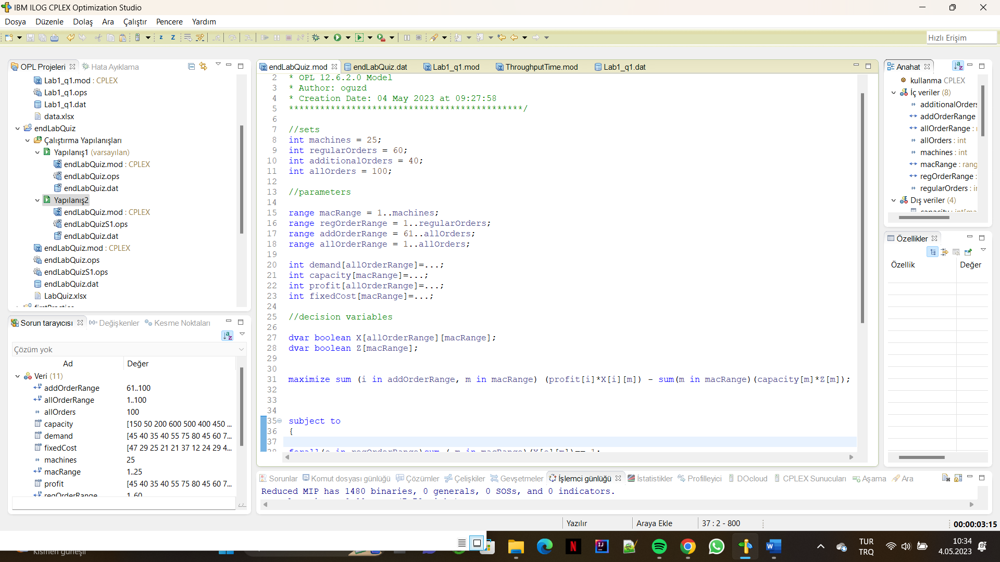 IBM ILOG CPLEX Optimization Studio
Dosya Düzenle Dolaş Ara Çalıştır Pencere Yardım
Hızlı Erişim
OPL Projeleri Hata Ayıklama
Lab1_q1.mod : CPLEX
Lab1_q1.ops
Lab1_q1.dat
data.xlsx
endLabQuiz
Çalıştırma Yapılanışları
Yapılanış1 (varsayılan)
endLabQuiz.mod : CPLEX
endLabQuiz.ops
endLabQuiz.dat
Yapılanış2
endLabQuiz.mod : CPLEX
endLabQuizS1.ops
endLabQuiz.dat
endLabQuiz.mod : CPLEX
endLabQuiz.ops
endLabQuizS1.ops
endLabQuiz.dat
LabQuiz.xlsx
Sorun tarayıcısı Değişkenler Kesme Noktaları
Çözüm yok
Ad Değer
Veri (11)
addOrderRange 61..100
allOrderRange 1..100
allOrders 100
capacity [150 50 200 600 500 400 450 ...
demand [45 40 35 40 55 75 80 45 60 7...
fixedCost [47 29 25 21 21 37 12 24 29 4...
machines 25
macRange 1..25
profit [45 40 35 40 55 75 80 45 60 7...
regOrderRange 1..60
endLabQuiz.mod endLabQuiz.dat Lab1_q1.mod ThroughputTime.mod Lab1_q1.dat
2 * OPL 12.6.2.0 Model
3 * Author: oguzd
4 * Creation Date: 04 May 2023 at 09:27:58
5 *********************************************/
6
7 //sets
8 int machines = 25;
9 int regularOrders = 60;
10 int additionalOrders = 40;
11 int allOrders = 100;
12
13 //parameters
14
15 range macRange = 1..machines;
16 range regOrderRange = 1..regularOrders;
17 range addOrderRange = 61..allOrders;
18 range allOrderRange = 1..allOrders;
19
20 int demand[allOrderRange]=...;
21 int capacity[macRange]=...;
22 int profit[allOrderRange]=...;
23 int fixedCost[macRange]=...;
24
25 //decision variables
26
27 dvar boolean X[allOrderRange][macRange];
28 dvar boolean Z[macRange];
29
30
31 maximize sum (i in addOrderRange, m in macRange) (profit[i]*X[i][m]) - sum(m in macRange)(capacity[m]*Z[m]);
32
33
34
35 subject to
36 {
37
Anahat
kullanma CPLEX
İç veriler (8)
additionalOrders
addOrderRange
allOrderRange :
allOrders : int
machines : int
macRange : rang
regOrderRange :
regularOrders : i
Dış veriler (4)
Özellikler
Özellik Değer
Sorunlar Komut dosyası günlüğü Çözümler Çelişkiler Gevşetmeler İşlemci günlüğü İstatistikler Profilleyici DOcloud CPLEX Sunucuları Aşama Ara
Reduced MIP has 1480 binaries, 0 generals, 0 SOSs, and 0 indicators.
Yazılır Araya Ekle 37 : 2 - 800 00:00:03:15
Kısmen güneşli
TUR
TRQ
10:34
4.05.2023